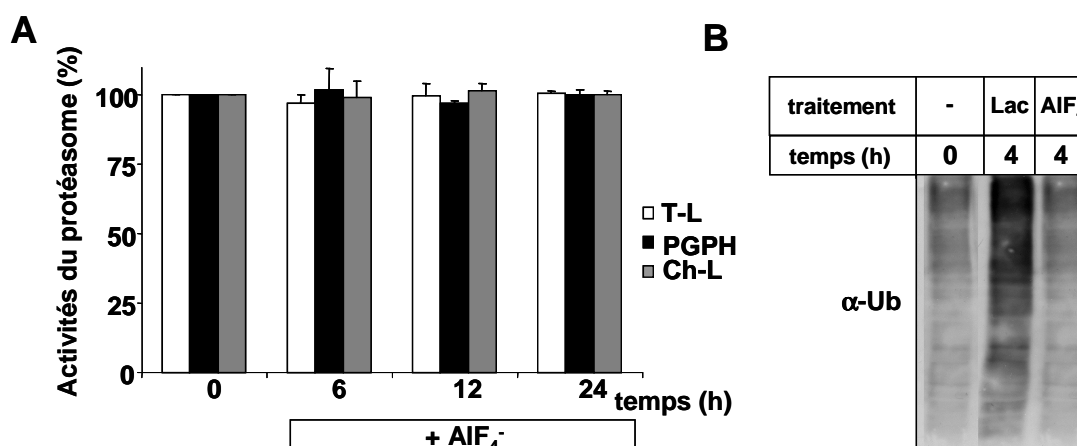 A
Activités du protéasome (%)
100
75
50
25
0
0 6 12 24 temps (h)
+ AlF4-
T-L
PGPH
Ch-L
B
traitement - Lac AlF
temps (h) 0 4 4
α-Ub